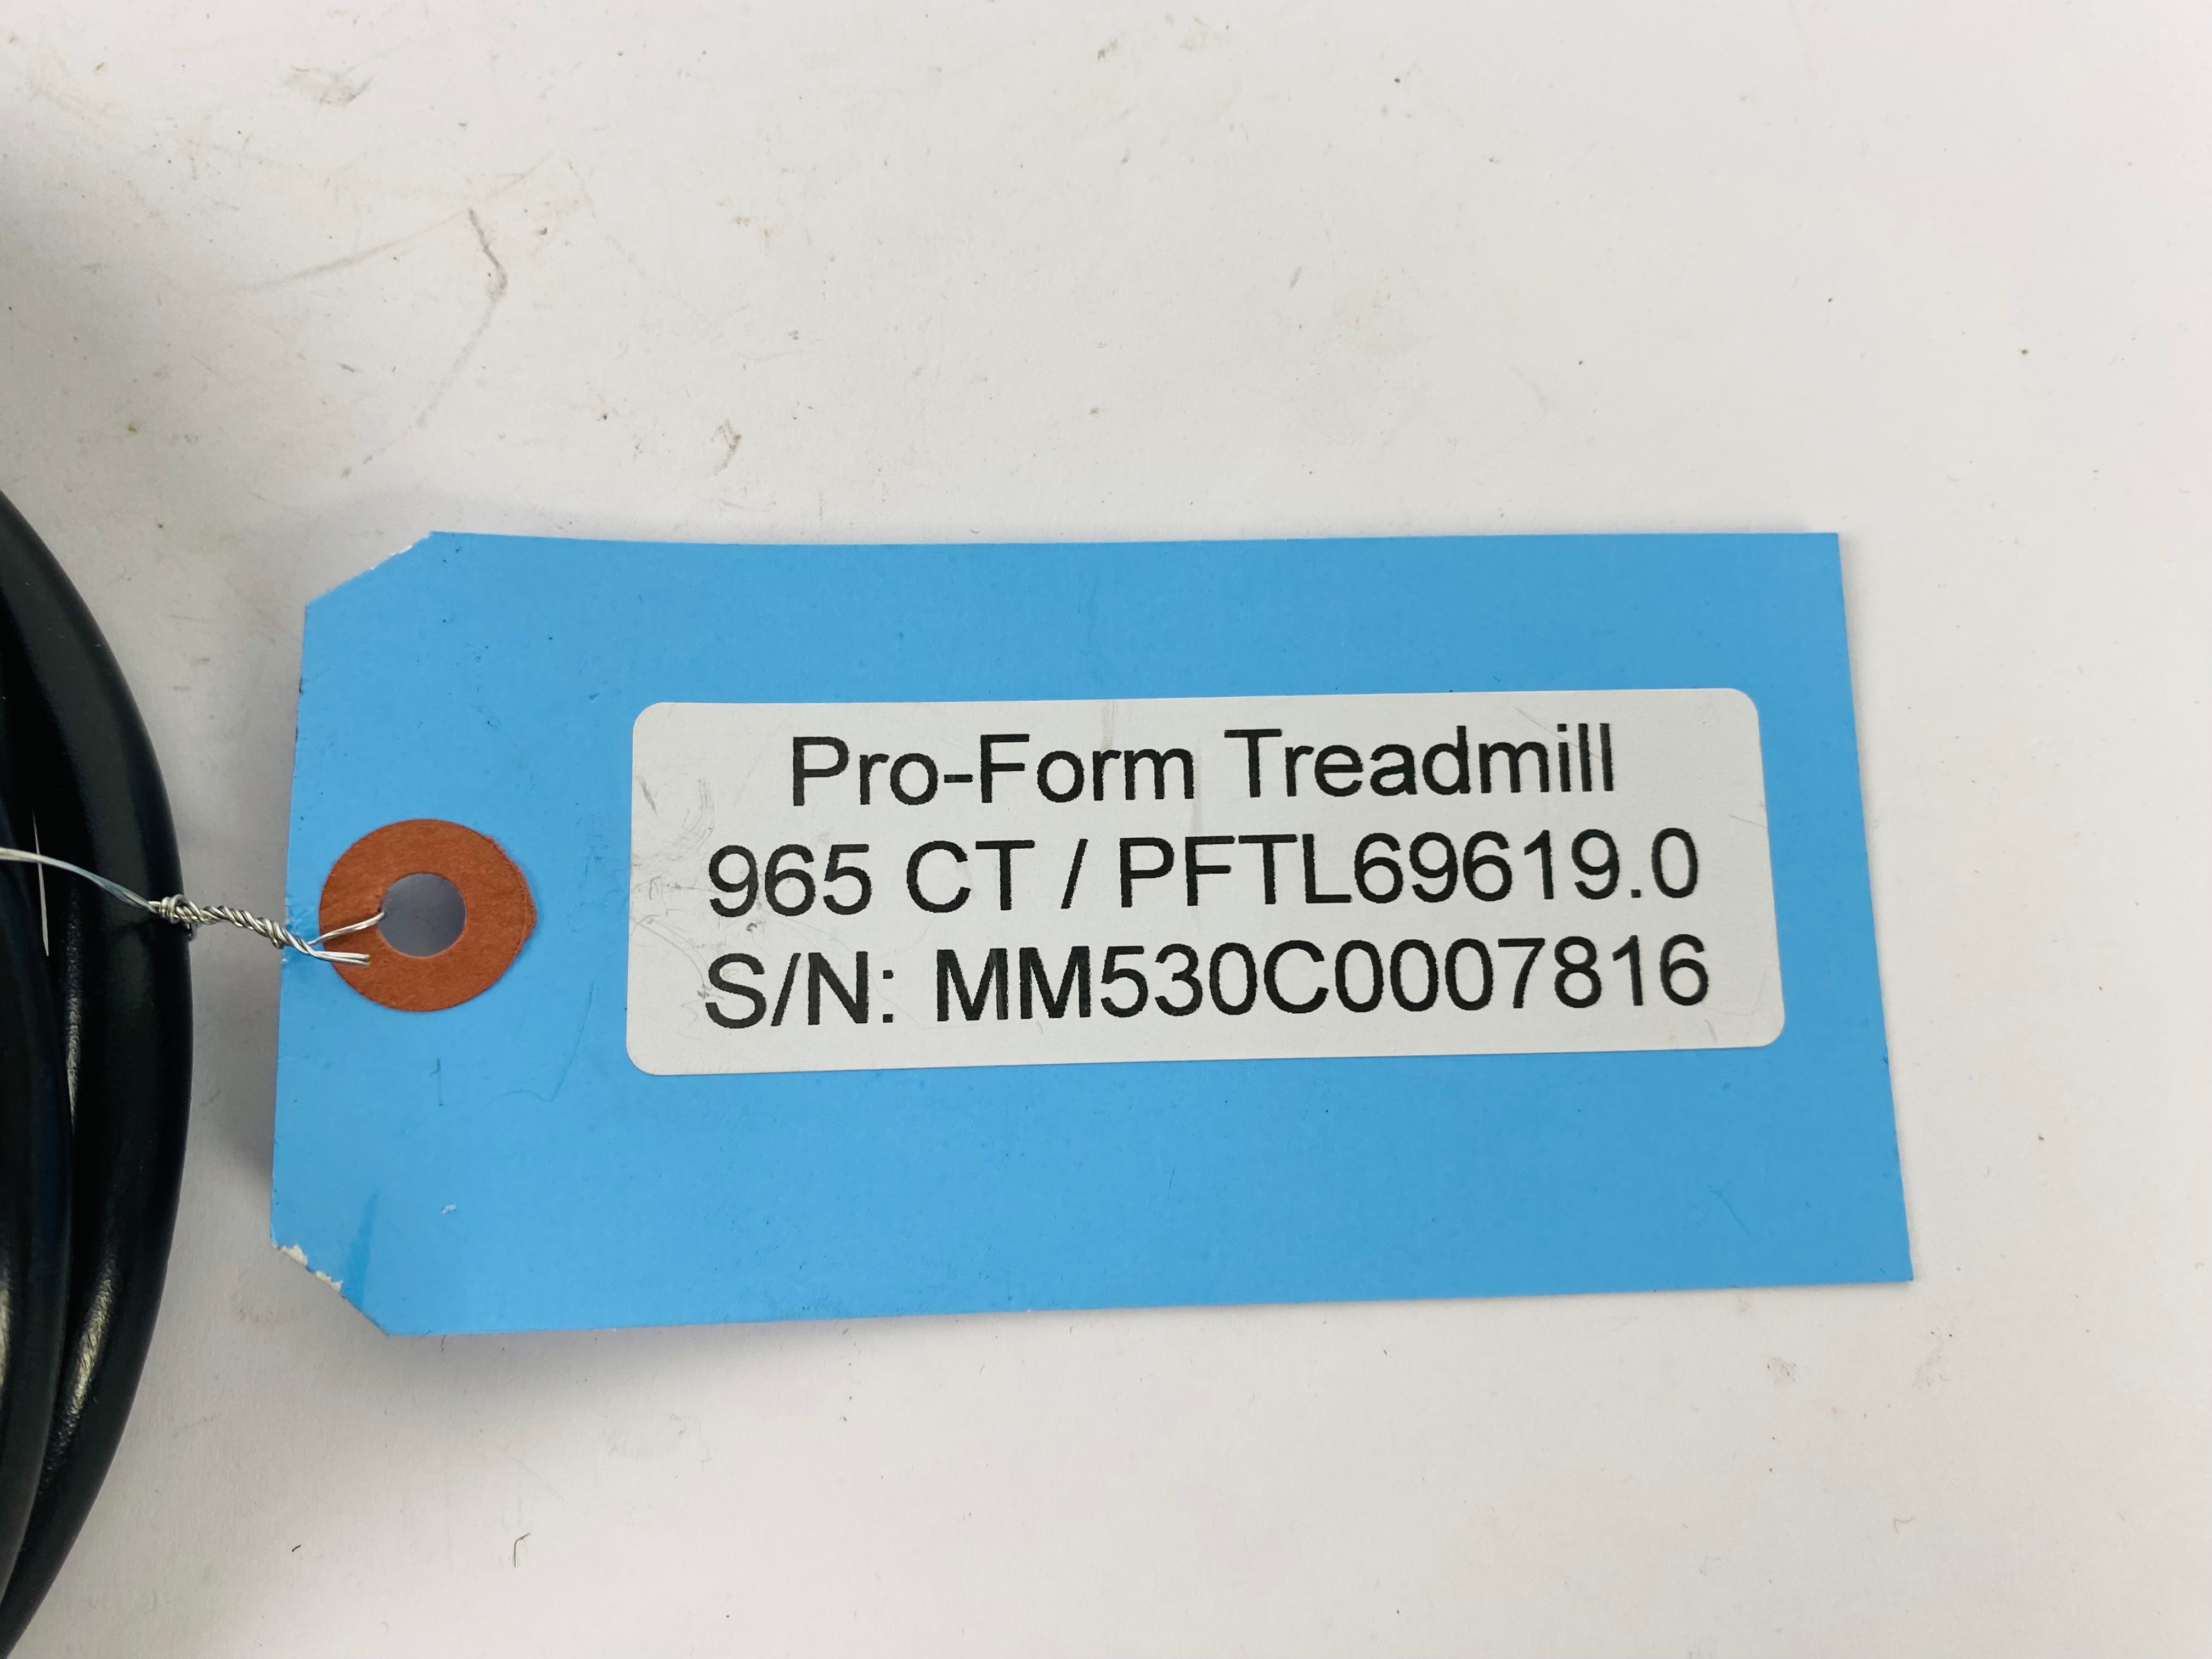 Pro-Form Treadmill
965 CT / PFTL69619.0
S/N: MM530C0007816